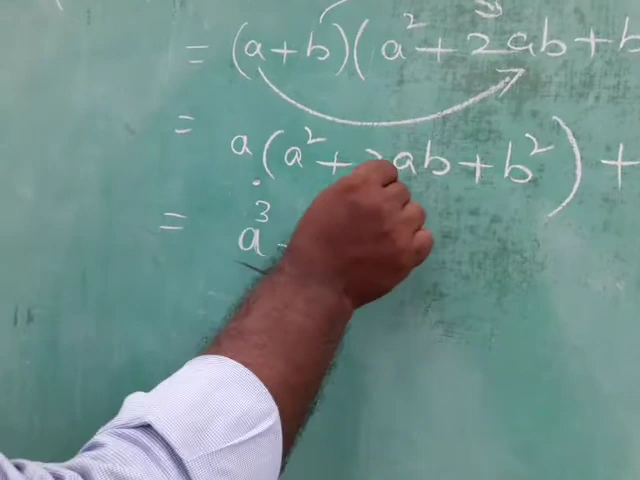 = (a + b)(a² + 2ab + b
= a(a² + 2ab + b²) +
= a³